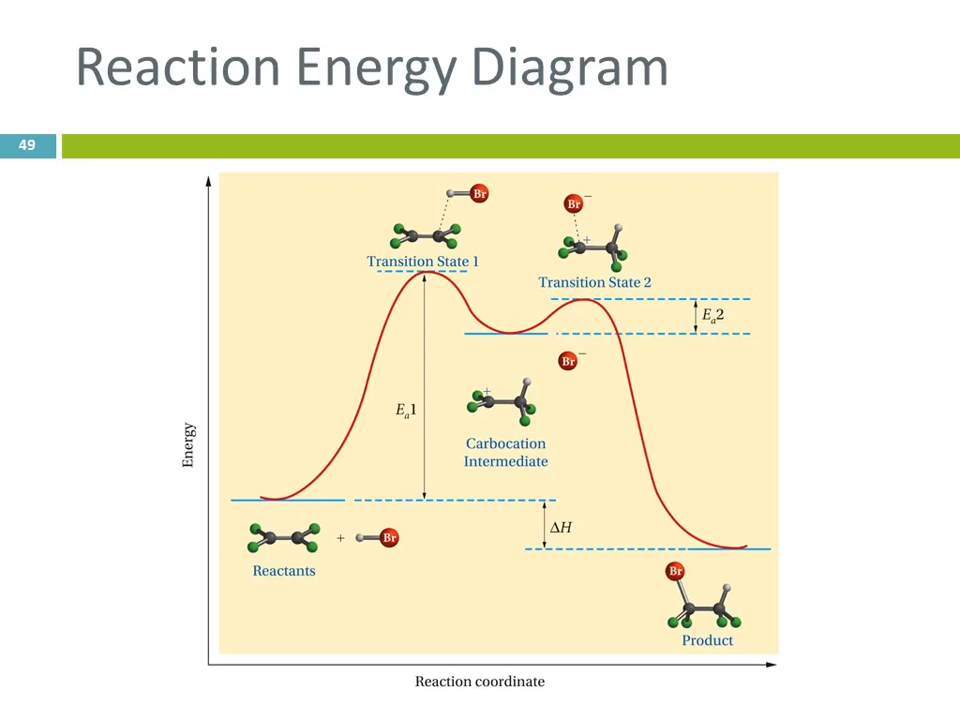 Reaction Energy Diagram
49
Br
Br −
+
Transition State 1
Transition State 2
Eₐ2
Br −
+
Eₐ1
Carbocation
Intermediate
Energy
ΔH
+
Br
Reactants
Br
Product
Reaction coordinate